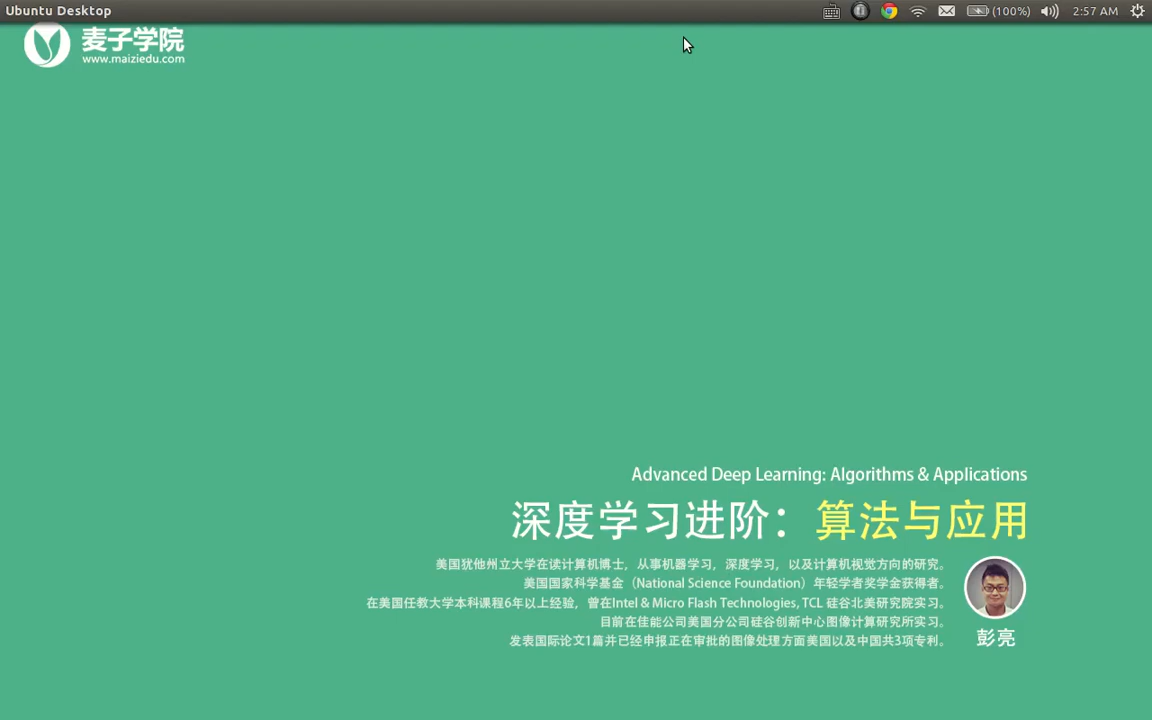 Ubuntu Desktop
(100%)
2:57 AM
麦子学院
www.maiziedu.com
Advanced Deep Learning: Algorithms & Applications
深度学习进阶：算法与应用
美国犹他州立大学在读计算机博士，从事机器学习，深度学习，以及计算机视觉方向的研究。
美国国家科学基金（National Science Foundation）年轻学者奖学金获得者。
在美国任教大学本科课程6年以上经验，曾在Intel & Micro Flash Technologies, TCL 硅谷北美研究院实习。
目前在佳能公司美国分公司硅谷创新中心图像计算研究所实习。
发表国际论文1篇并已经申报正在审批的图像处理方面美国以及中国共3项专利。
彭亮